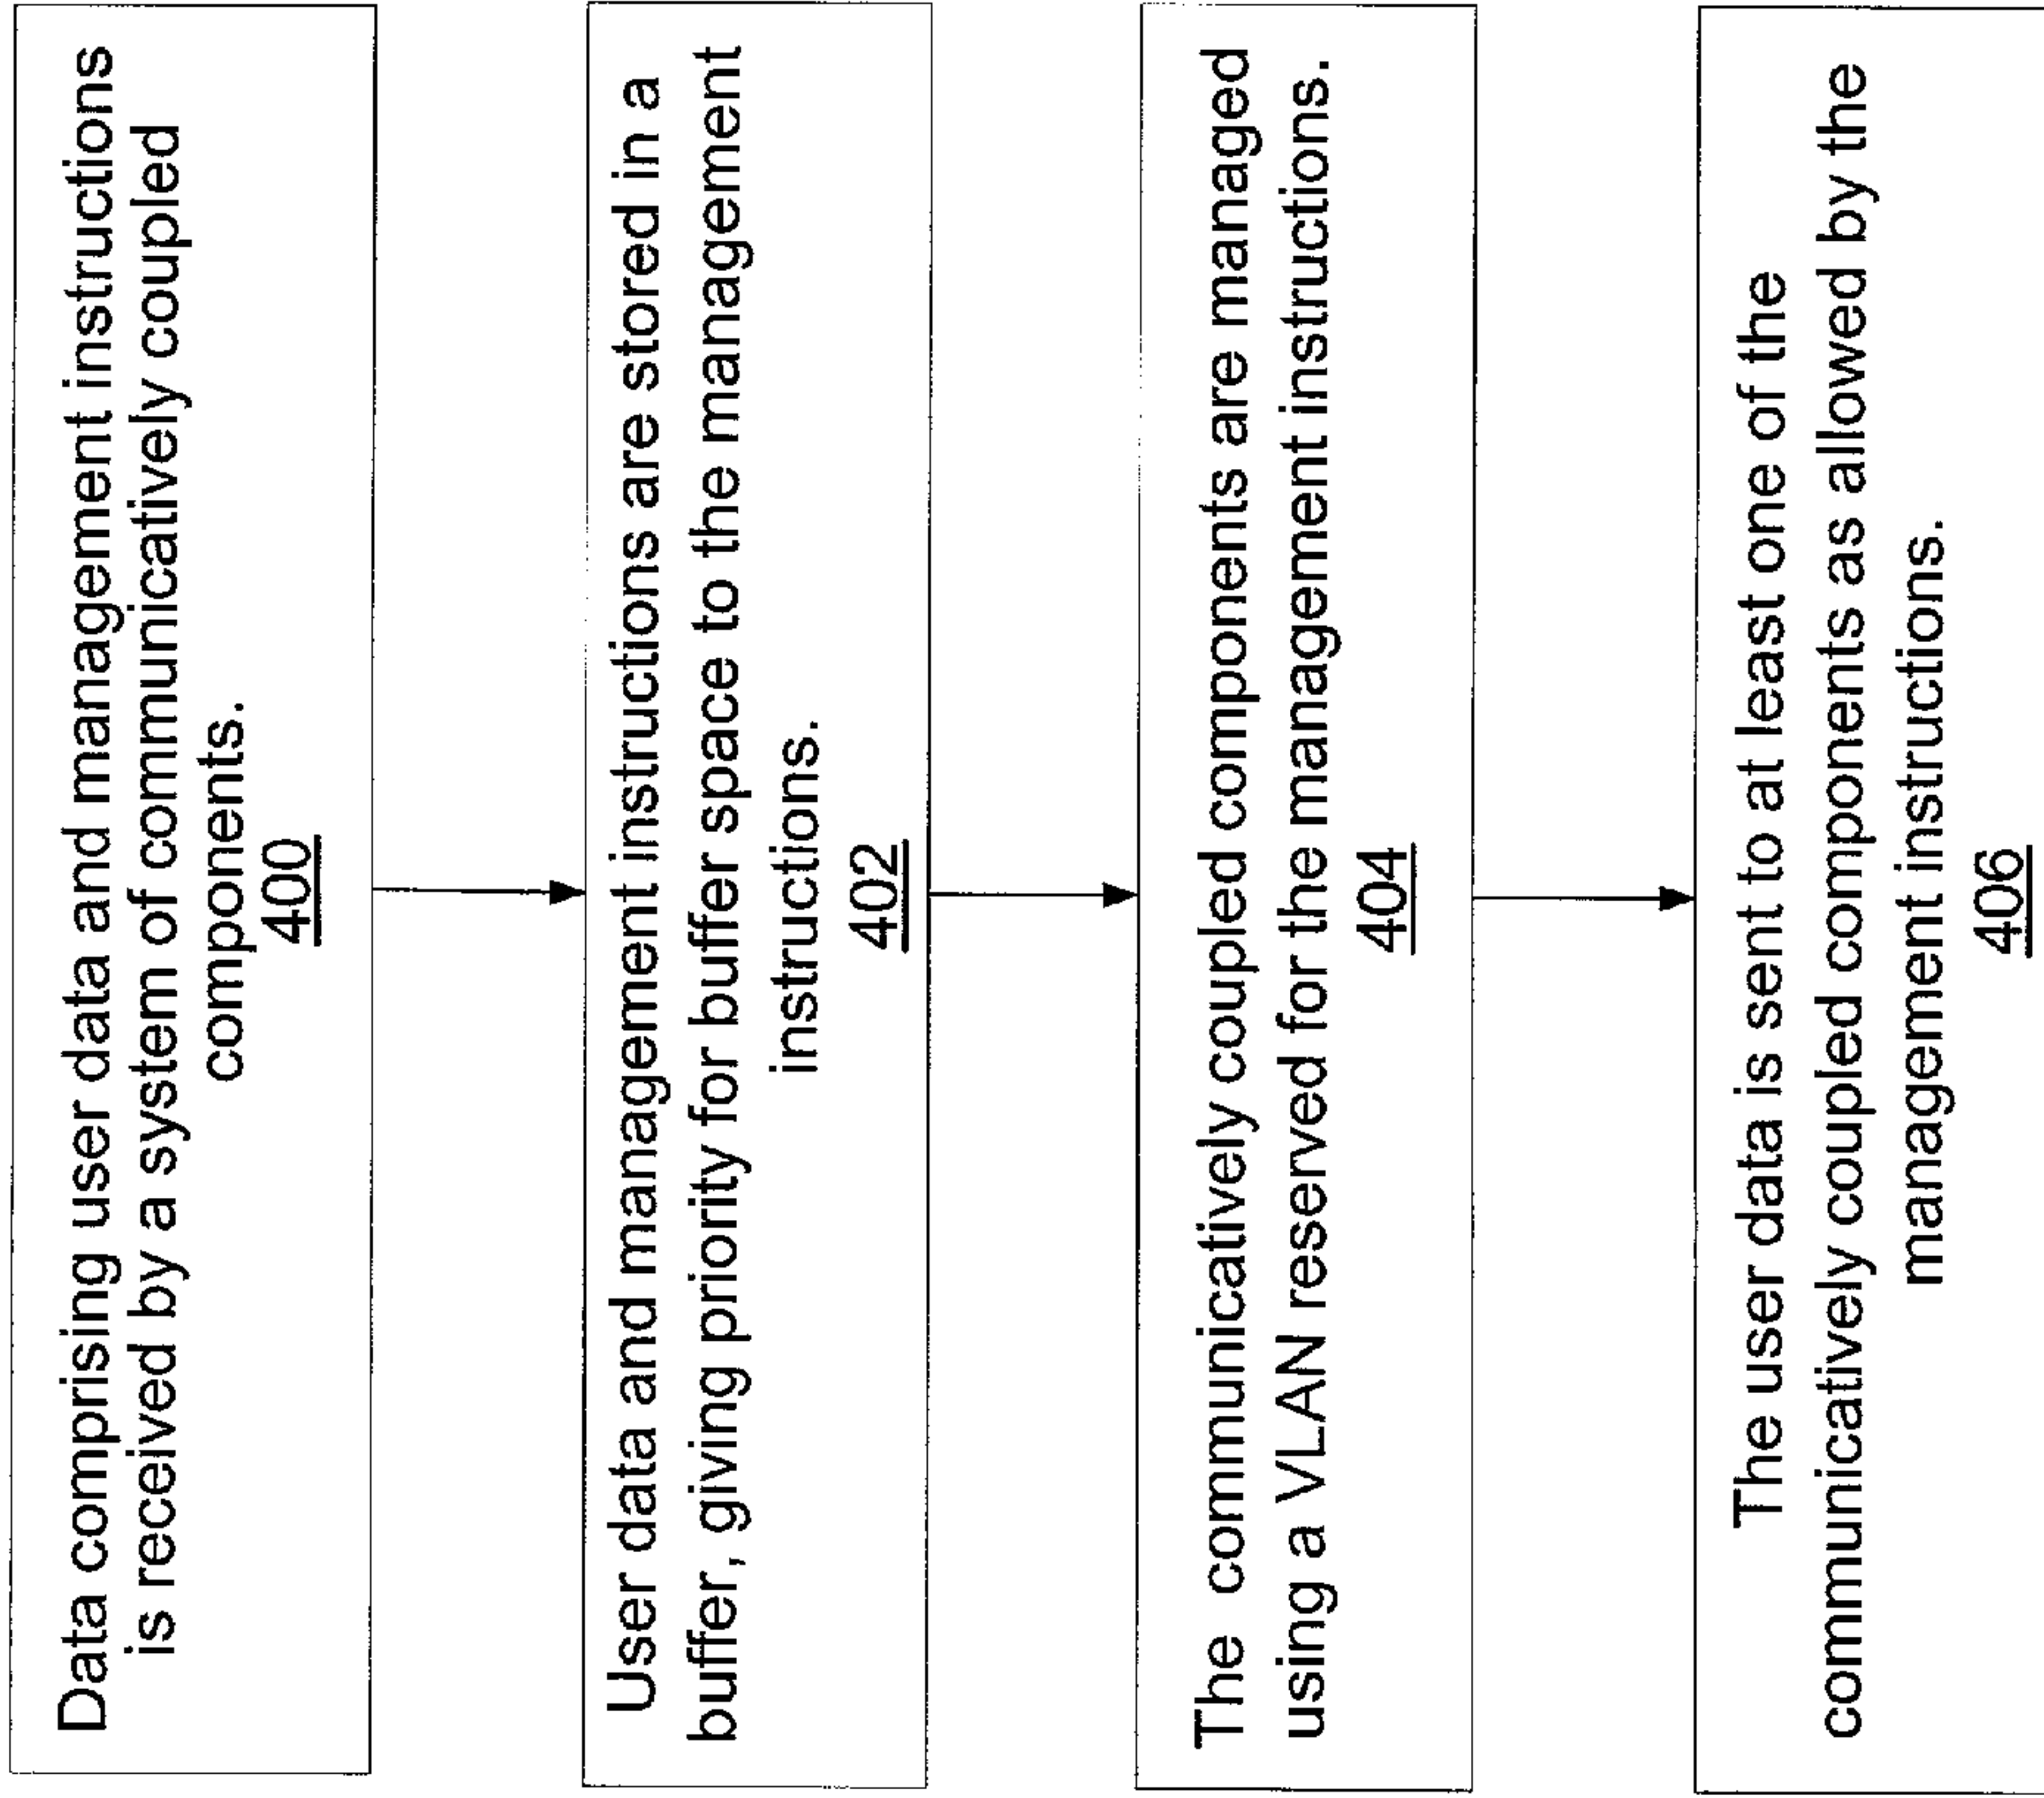 Data comprising user data and management instructions
is received by a system of communicatively coupled
components.
400
User data and management instructions are stored in a
buffer, giving priority for buffer space to the management
instructions.
402
The communicatively coupled components are managed
using a VLAN reserved for the management instructions.
404
The user data is sent to at least one of the
communicatively coupled components as allowed by the
management instructions.
406